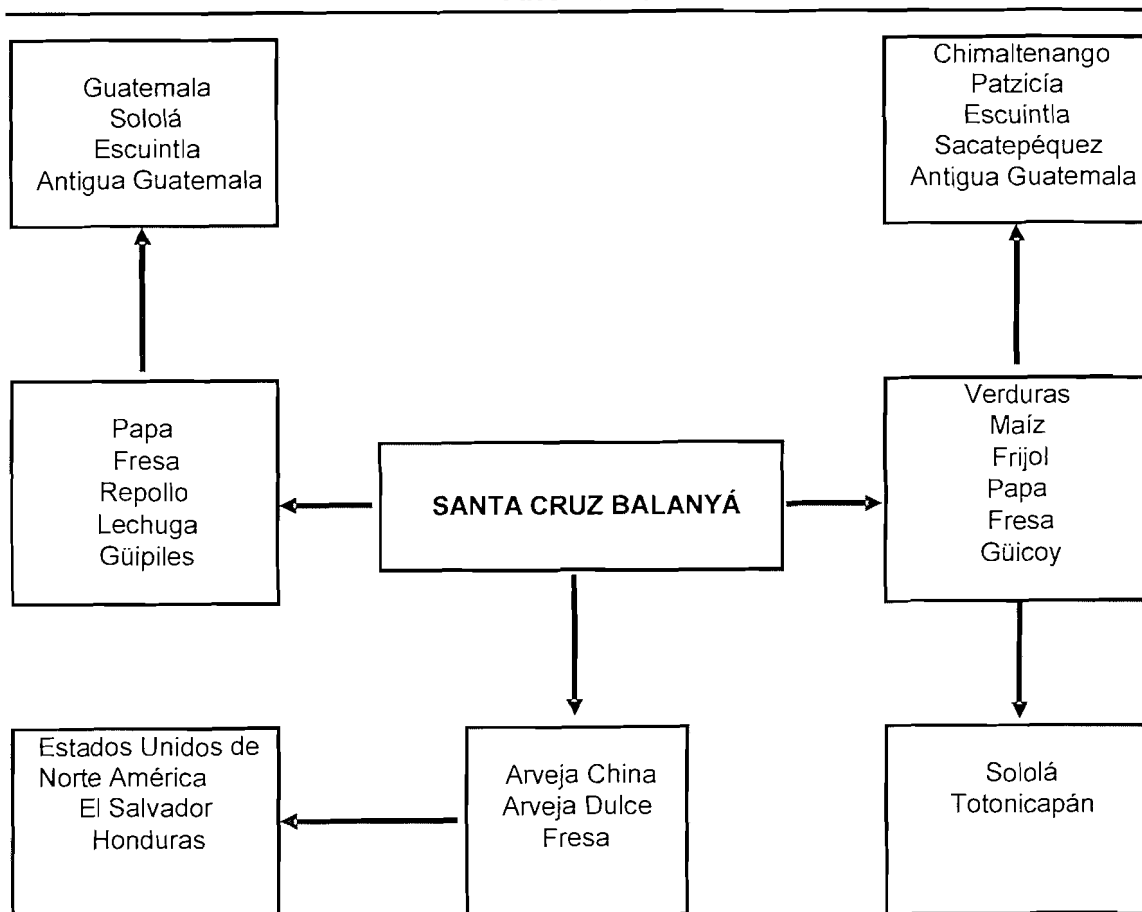 Guatemala
Sololá
Escuintla
Antigua Guatemala
Chimaltenango
Patzicía
Escuintla
Sacatepéquez
Antigua Guatemala
Papa
Fresa
Repollo
Lechuga
Güipiles
SANTA CRUZ BALANYÁ
Verduras
Maíz
Frijol
Papa
Fresa
Güicoy
Estados Unidos de
Norte América
El Salvador
Honduras
Arveja China
Arveja Dulce
Fresa
Sololá
Totonicapán